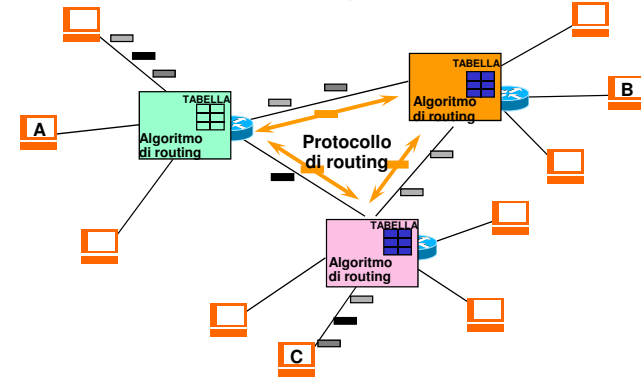 TABELLA
B
TABELLA
Algoritmo
di routing
A
Algoritmo
di routing
Protocollo
di routing
TABELLA
Algoritmo
di routing
C